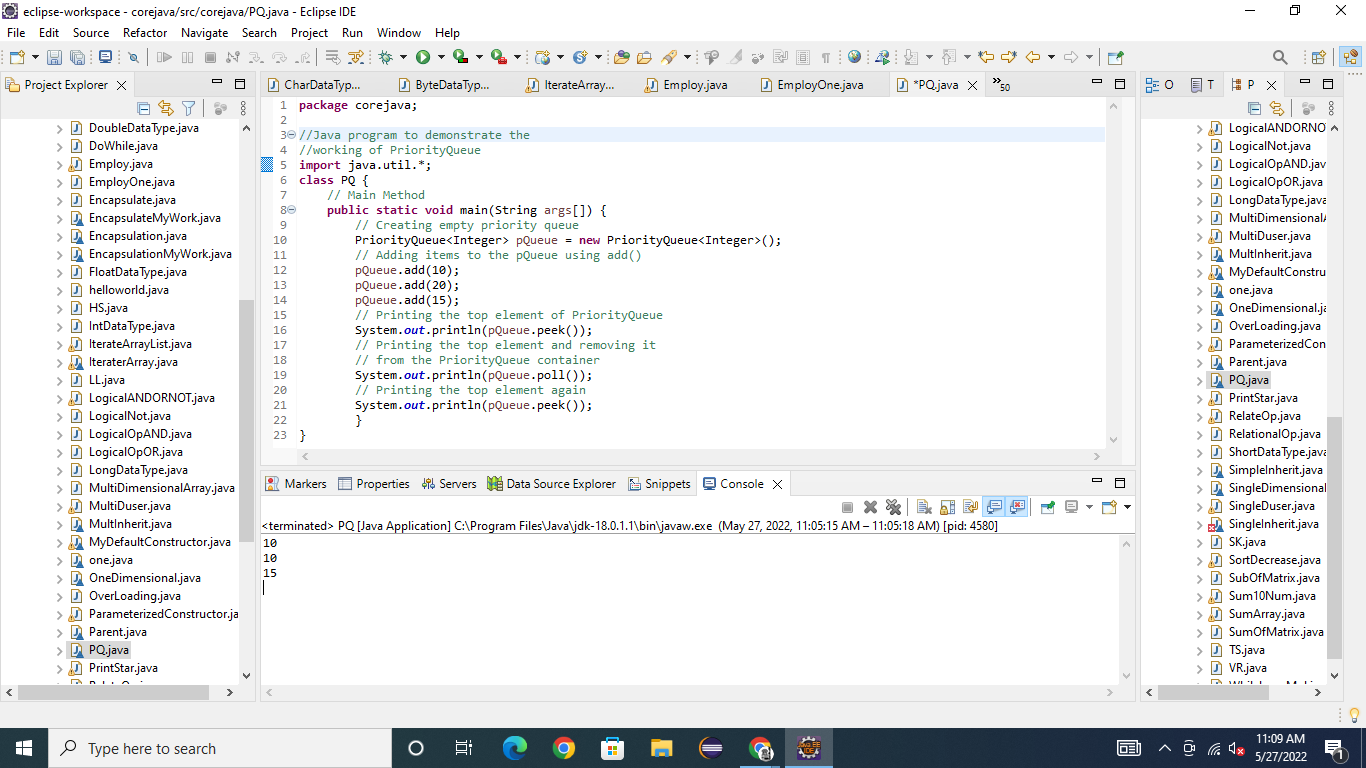 eclipse-workspace - corejava/src/corejava/PQ.java - Eclipse IDE
File Edit Source Refactor Navigate Search Project Run Window Help
Project Explorer
DoubleDataType.java
DoWhile.java
Employ.java
EmployOne.java
Encapsulate.java
EncapsulateMyWork.java
Encapsulation.java
EncapsulationMyWork.java
FloatDataType.java
helloworld.java
HS.java
IntDataType.java
IterateArrayList.java
IteraterArray.java
LL.java
LogicalANDORNOT.java
LogicalNot.java
LogicalOpAND.java
LogicalOpOR.java
LongDataType.java
MultiDimensionalArray.java
MultiDuser.java
MultInherit.java
MyDefaultConstructor.java
one.java
OneDimensional.java
OverLoading.java
ParameterizedConstructor.ja
Parent.java
PQ.java
PrintStar.java
CharDataTyp... ByteDataTyp... IterateArray... Employ.java EmployOne.java *PQ.java »50
1 package corejava;
2
3 //Java program to demonstrate the
4 //working of PriorityQueue
5 import java.util.*;
6 class PQ {
7 // Main Method
8 public static void main(String args[]) {
9 // Creating empty priority queue
10 PriorityQueue<Integer> pQueue = new PriorityQueue<Integer>();
11 // Adding items to the pQueue using add()
12 pQueue.add(10);
13 pQueue.add(20);
14 pQueue.add(15);
15 // Printing the top element of PriorityQueue
16 System.out.println(pQueue.peek());
17 // Printing the top element and removing it
18 // from the PriorityQueue container
19 System.out.println(pQueue.poll());
20 // Printing the top element again
21 System.out.println(pQueue.peek());
22 }
23 }
Markers Properties Servers Data Source Explorer Snippets Console
<terminated> PQ [Java Application] C:\Program Files\Java\jdk-18.0.1.1\bin\javaw.exe (May 27, 2022, 11:05:15 AM – 11:05:18 AM) [pid: 4580]
10
10
15
O T P
LogicalANDORNO
LogicalNot.java
LogicalOpAND.jav
LogicalOpOR.java
LongDataType.java
MultiDimensionalA
MultiDuser.java
MultInherit.java
MyDefaultConstru
one.java
OneDimensional.ja
OverLoading.java
ParameterizedCon
Parent.java
PQ.java
PrintStar.java
RelateOp.java
RelationalOp.java
ShortDataType.java
SimpleInherit.java
SingleDimensional
SingleDuser.java
SingleInherit.java
SK.java
SortDecrease.java
SubOfMatrix.java
Sum10Num.java
SumArray.java
SumOfMatrix.java
TS.java
VR.java
Type here to search
11:09 AM
5/27/2022
1